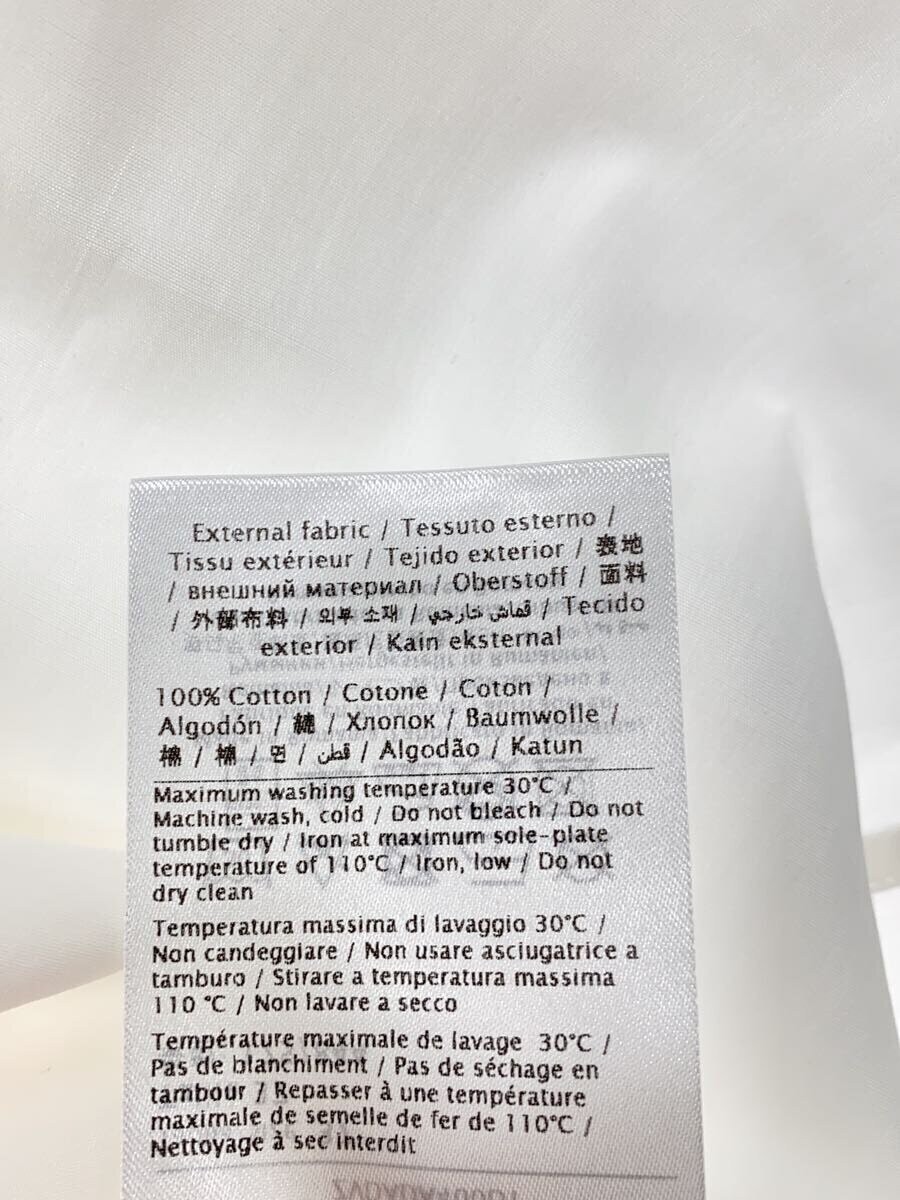 External fabric / Tessuto esterno /
Tissu extérieur / Tejido exterior / 表地
/ внешний материал / Oberstoff / 面料
/ 外部布料 / 외부 소재 / قماش خارجي / Tecido
exterior / Kain eksternal
100% Cotton / Cotone / Coton /
Algodón / 綿 / Хлопок / Baumwolle /
棉 / 棉 / 면 / قطن / Algodão / Katun
Maximum washing temperature 30°C /
Machine wash, cold / Do not bleach / Do not
tumble dry / Iron at maximum sole-plate
temperature of 110°C / Iron, low / Do not
dry clean
Temperatura massima di lavaggio 30°C /
Non candeggiare / Non usare asciugatrice a
tamburo / Stirare a temperatura massima
110 °C / Non lavare a secco
Température maximale de lavage 30°C /
Pas de blanchiment / Pas de séchage en
tambour / Repasser à une température
maximale de semelle de fer de 110°C /
Nettoyage à sec interdit